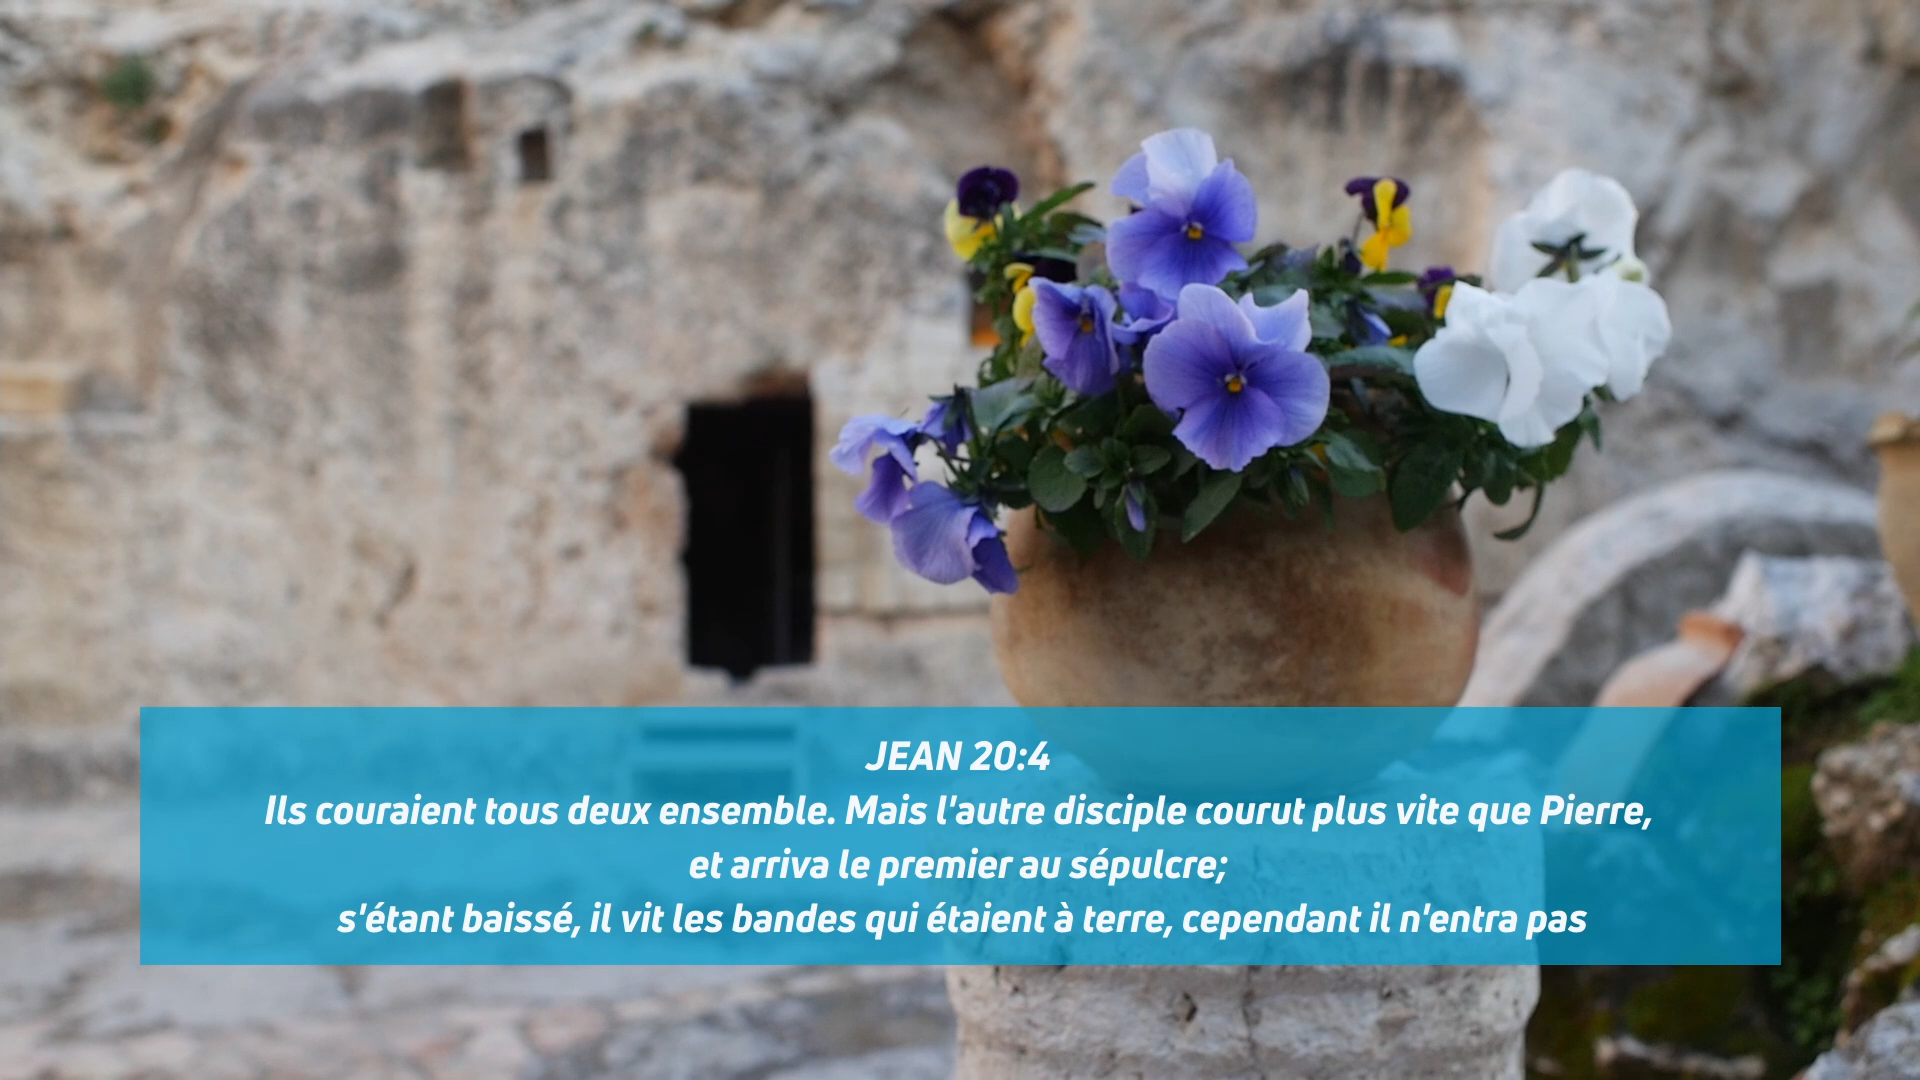 JEAN 20:4
Ils couraient tous deux ensemble. Mais l'autre disciple courut plus vite que Pierre,
et arriva le premier au sépulcre;
s'étant baissé, il vit les bandes qui étaient à terre, cependant il n'entra pas